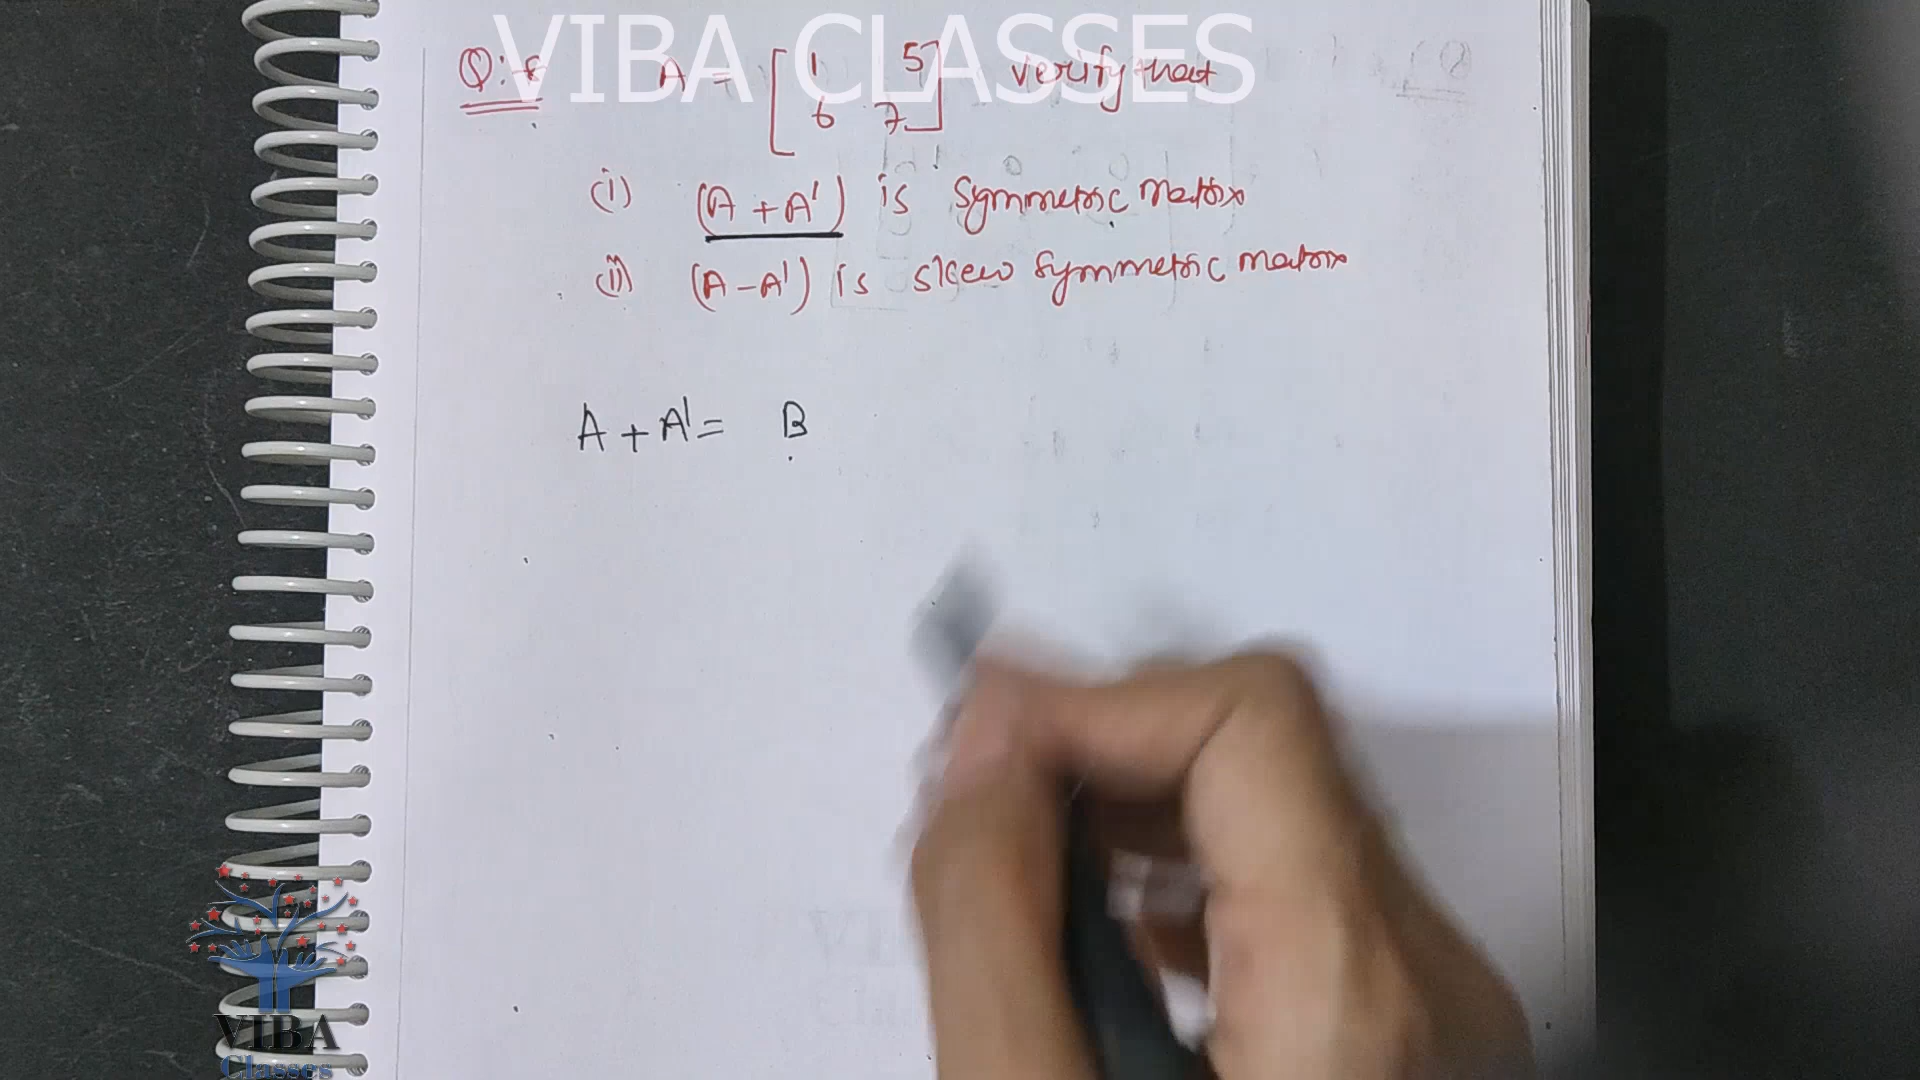 VIBA CLASSES
Q:-f A = [ 1 5 verify that
6 7 ]
(i) (A + A') is symmetric matrix
(ii) (A - A') is skew symmetric matrix
A + A' = B
VIBA
Classes